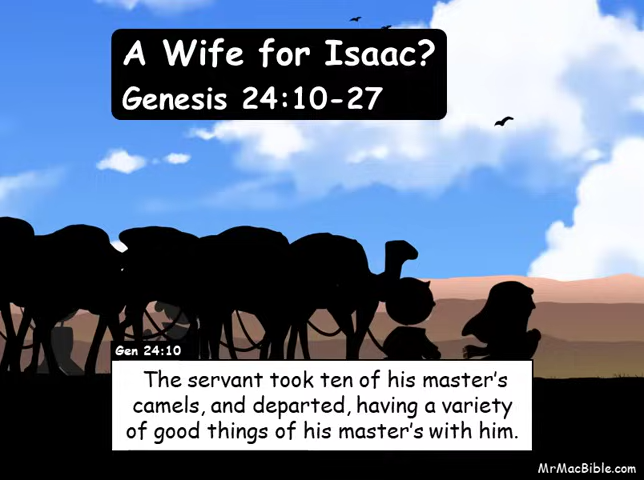 A Wife for Isaac?
Genesis 24:10-27
Gen 24:10
The servant took ten of his master's
camels, and departed, having a variety
of good things of his master's with him.
MrMacBible.com